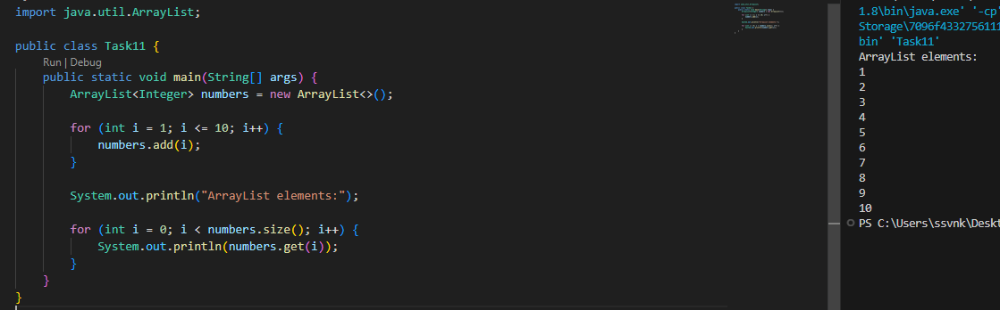 import java.util.ArrayList;
public class Task11 {
Run | Debug
public static void main(String[] args) {
ArrayList<Integer> numbers = new ArrayList<>();
for (int i = 1; i <= 10; i++) {
numbers.add(i);
}
System.out.println("ArrayList elements:");
for (int i = 0; i < numbers.size(); i++) {
System.out.println(numbers.get(i));
}
}
}
1.8\bin\java.exe' '-cp'
Storage\7096f4332756111
bin' 'Task11'
ArrayList elements:
1
2
3
4
5
6
7
8
9
10
PS C:\Users\ssvnk\Deskt